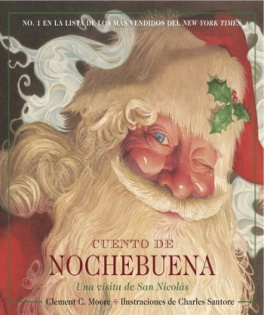 NO. 1 EN LA LISTA DE LOS MÁS VENDIDOS DEL NEW YORK TIMES
CUENTO DE
NOCHEBUENA
Una visita de San Nicolás
Clement C. Moore • Ilustraciones de Charles Santore